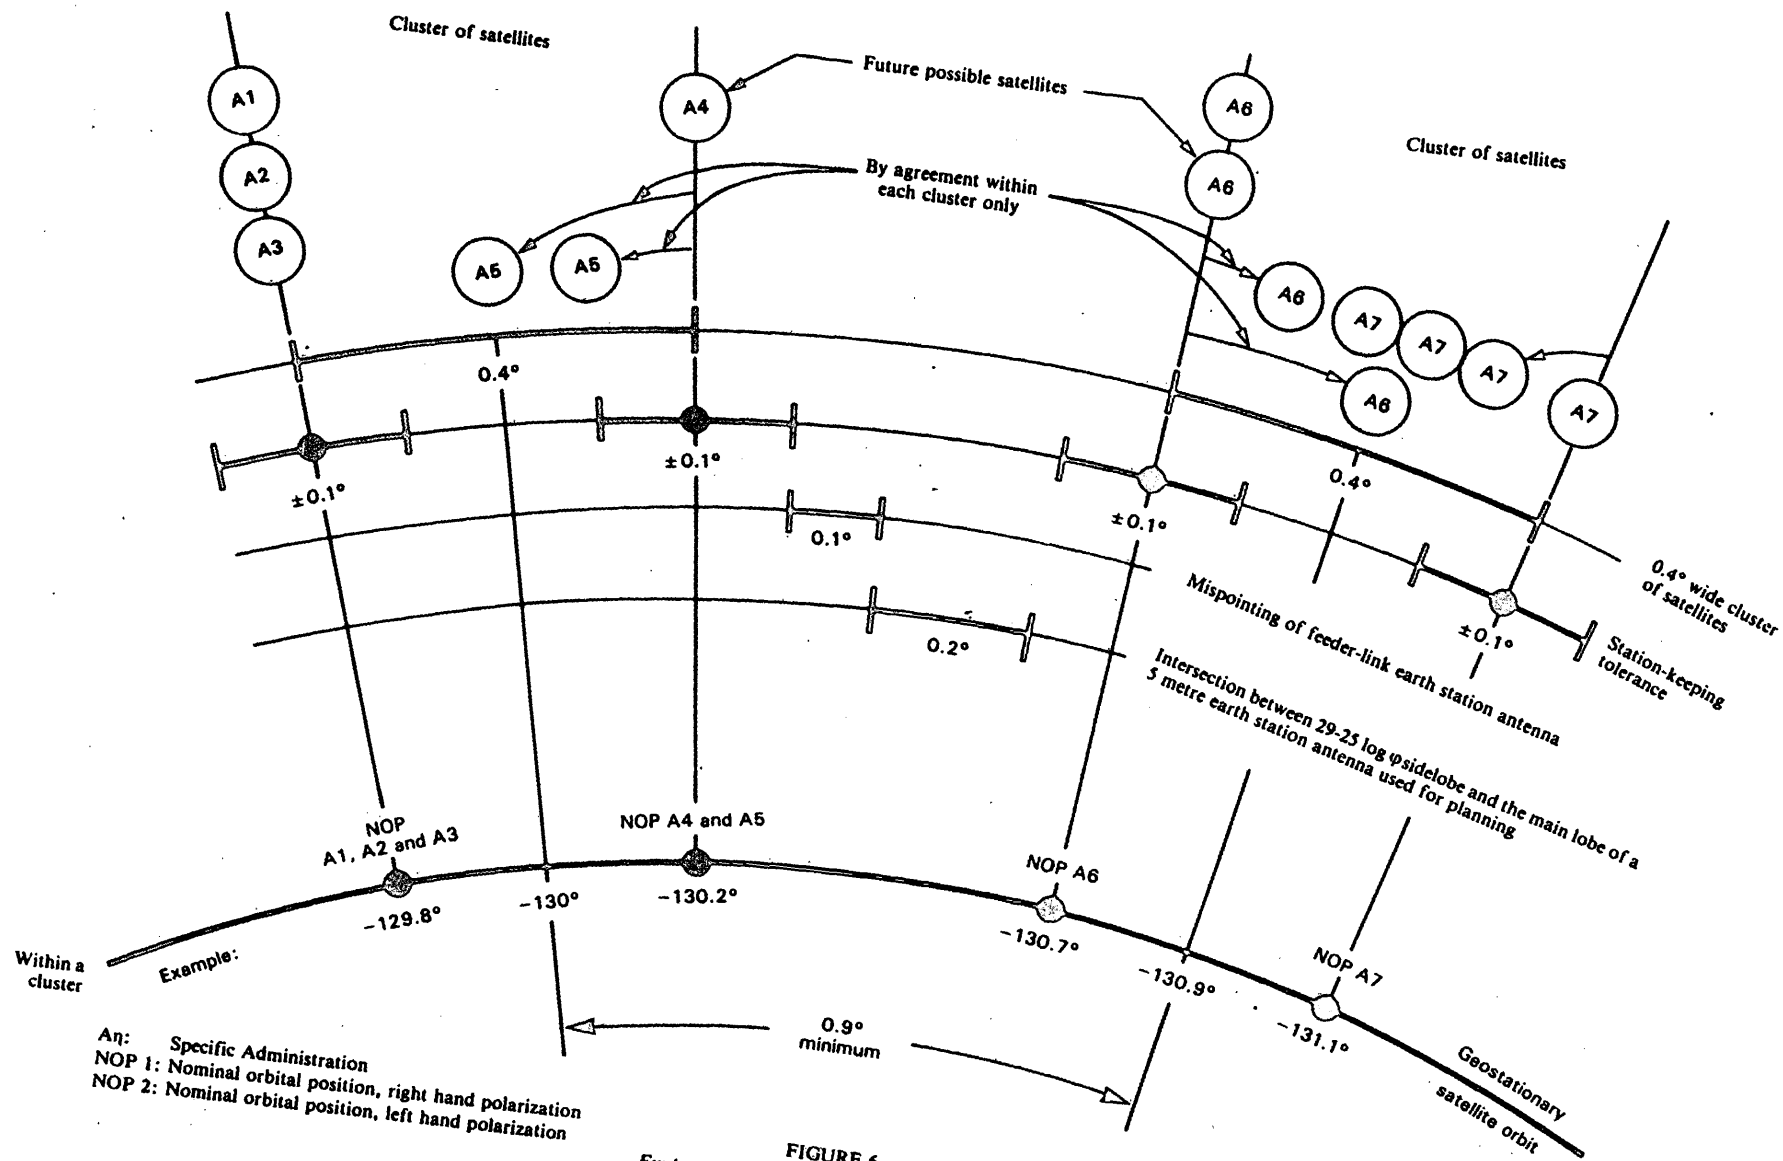 Cluster of satellites
A1
A2
A3
A4
Future possible satellites
A6
A6
Cluster of satellites
By agreement within
each cluster only
A5
A5
A6
A7
A7
A7
A6
A7
0.4°
±0.1°
±0.1°
0.1°
0.2°
±0.1°
0.4°
±0.1°
0.4° wide cluster
of satellites
Station-keeping
tolerance
Mispointing of feeder-link earth station antenna
Intersection between 29-25 log φ sidelobe and the main lobe of a
5 metre earth station antenna used for planning
NOP
A1, A2 and A3
NOP A4 and A5
NOP A6
NOP A7
-129.8°
-130°
-130.2°
-130.7°
-130.9°
-131.1°
Within a
cluster
Example:
0.9°
minimum
Geostationary
satellite orbit
Aη: Specific Administration
NOP 1: Nominal orbital position, right hand polarization
NOP 2: Nominal orbital position, left hand polarization
FIGURE 6